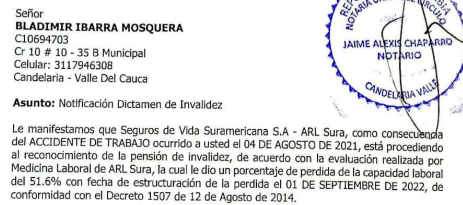 Señor
BLADIMIR IBARRA MOSQUERA
C10694703
Cr 10 # 10 - 35 B Municipal
Celular: 3117946308
Candelaria - Valle Del Cauca
JAIME ALEXIS CHAPARRO
NOTARIO
CANDELARIA VALLE
Asunto: Notificación Dictamen de Invalidez
Le manifestamos que Seguros de Vida Suramericana S.A - ARL Sura, como consecuencia
del ACCIDENTE DE TRABAJO ocurrido a usted el 04 DE AGOSTO DE 2021, está procediendo
al reconocimiento de la pensión de invalidez, de acuerdo con la evaluación realizada por
Medicina Laboral de ARL Sura, la cual le dio un porcentaje de perdida de la capacidad laboral
del 51.6% con fecha de estructuración de la perdida el 01 DE SEPTIEMBRE DE 2022, de
conformidad con el Decreto 1507 de 12 de Agosto de 2014.